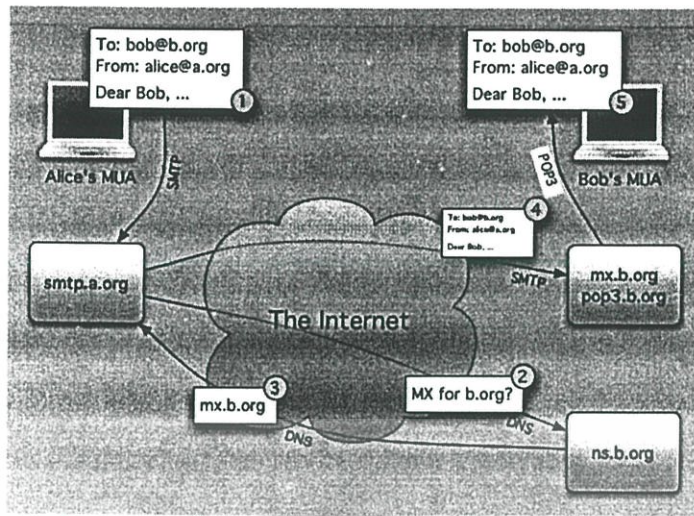 To: bob@b.org
From: alice@a.org
Dear Bob, ...
1
Alice's MUA
SMTP
To: bob@b.org
From: alice@a.org
Dear Bob, ...
5
Bob's MUA
POP3
smtp.a.org
To: bob@b.org
From: alice@a.org
Dear Bob, ...
4
SMTP
mx.b.org
pop3.b.org
The Internet
mx.b.org
3
DNS
MX for b.org?
2
DNS
ns.b.org